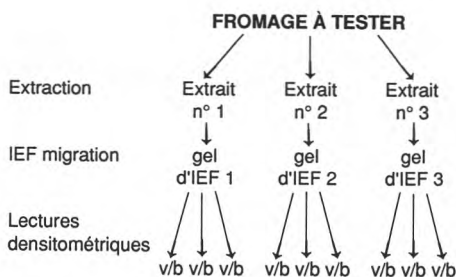 FROMAGE À TESTER
Extraction
Extrait n° 1
Extrait n° 2
Extrait n° 3
IEF migration
gel d'IEF 1
gel d'IEF 2
gel d'IEF 3
Lectures densitométriques
v/b v/b v/b v/b v/b v/b v/b v/b v/b